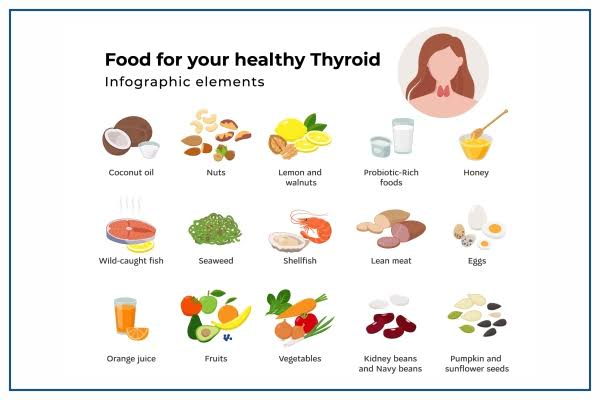 Food for your healthy Thyroid
Infographic elements
Coconut oil
Nuts
Lemon and
walnuts
Probiotic-Rich
foods
Honey
Wild-caught fish
Seaweed
Shellfish
Lean meat
Eggs
Orange juice
Fruits
Vegetables
Kidney beans
and Navy beans
Pumpkin and
sunflower seeds